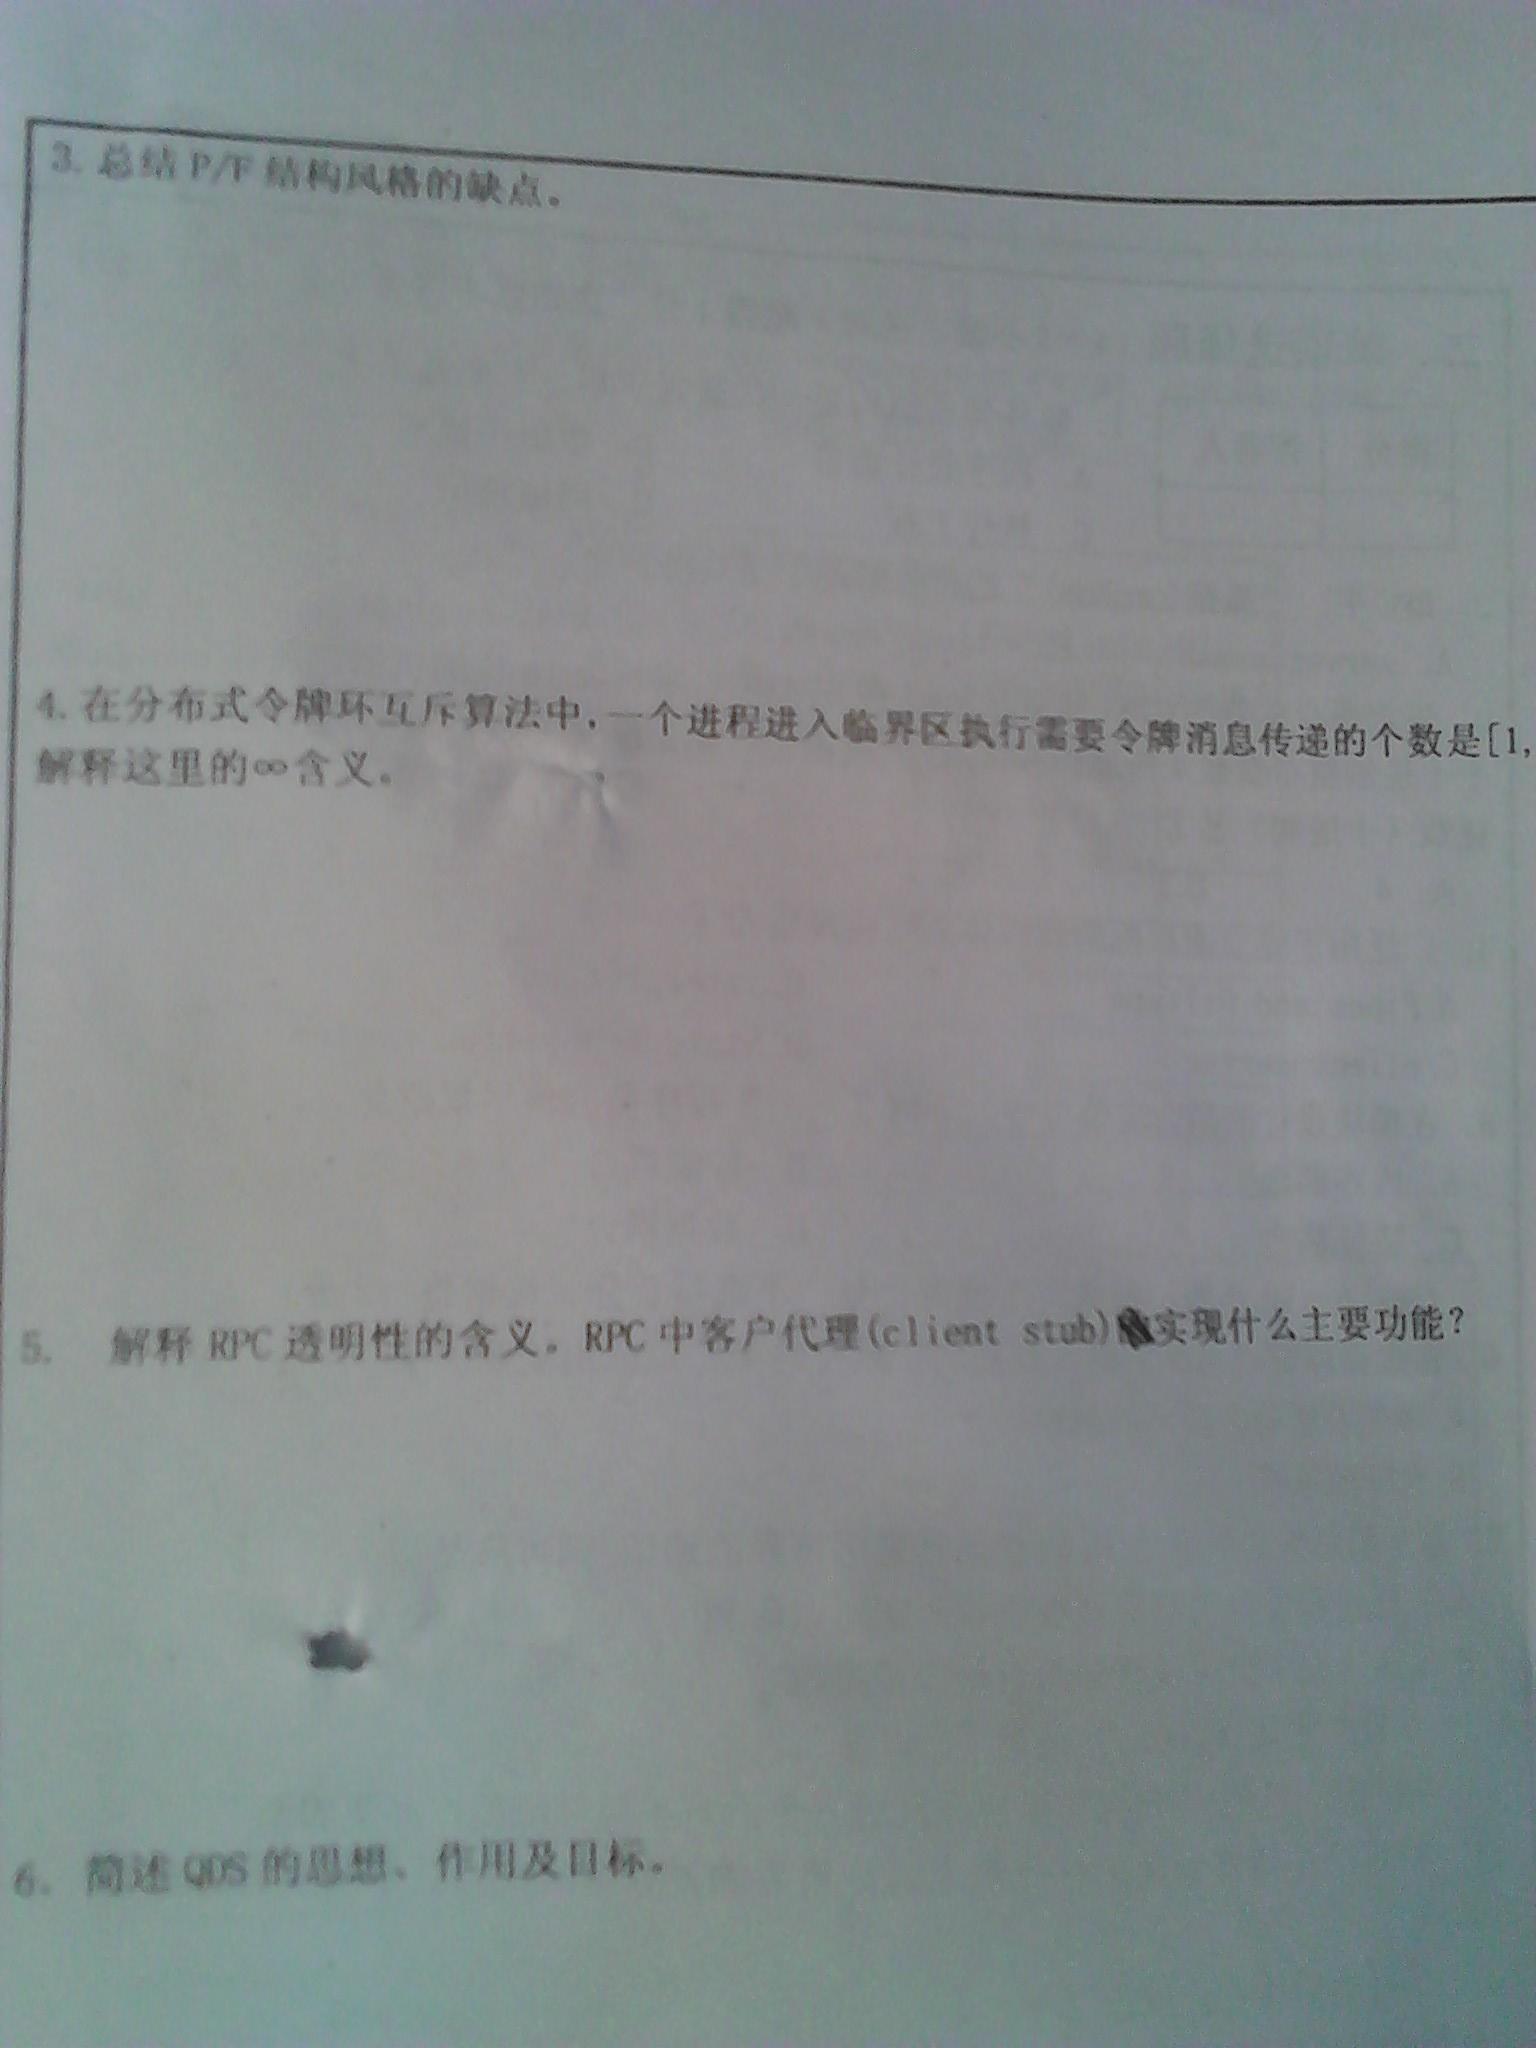 3. 总结 P/F 结构风格的缺点。
4. 在分布式令牌环互斥算法中,一个进程进入临界区执行需要令牌消息传递的个数是[1,
解释这里的∞含义。
5. 解释 RPC 透明性的含义。RPC 中客户代理(client stub)实现什么主要功能?
6. 简述 QDS 的思想、作用及目标。